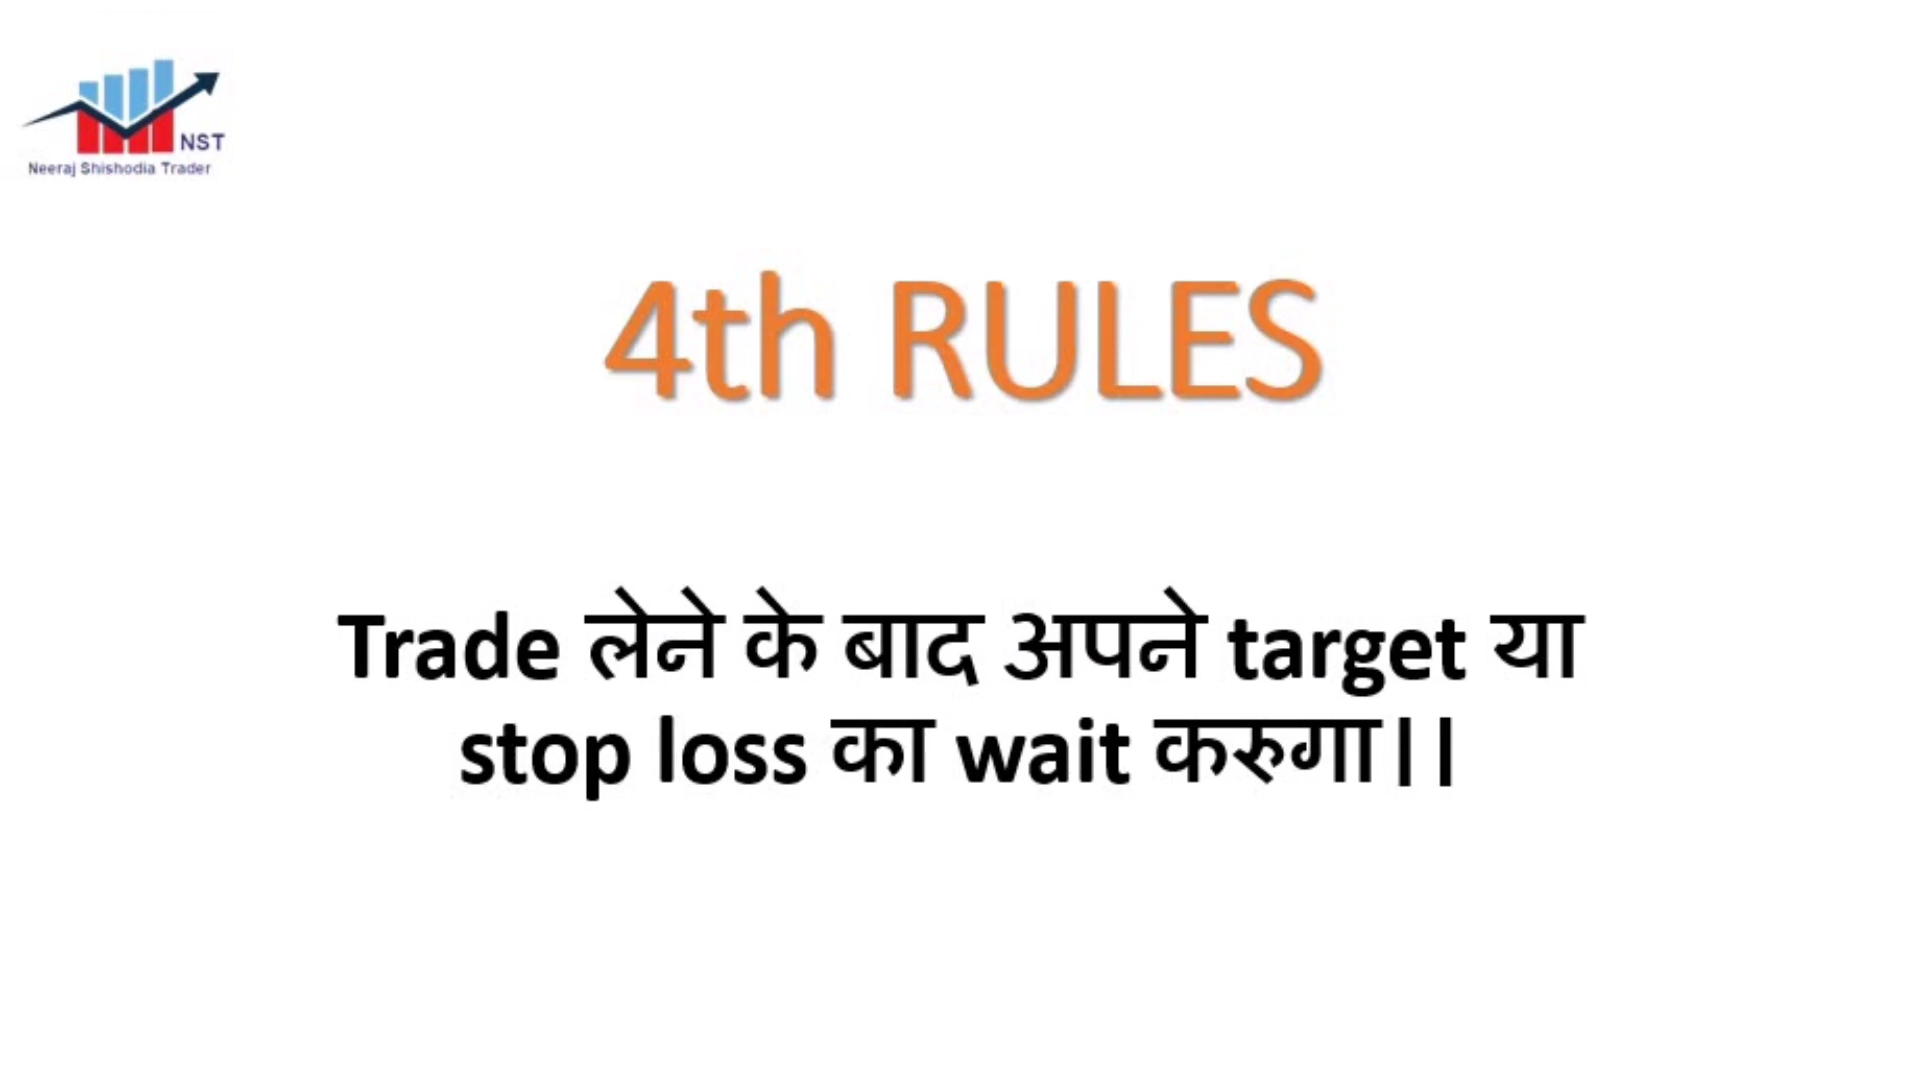 NST
Neeraj Shishodia Trader
4th RULES
Trade लेने के बाद अपने target या
stop loss का wait करुगा।।